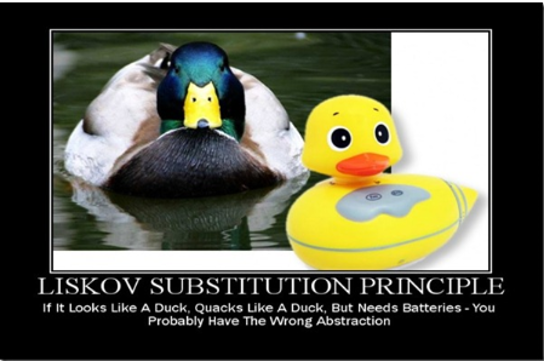 LISKOV SUBSTITUTION PRINCIPLE
If It Looks Like A Duck, Quacks Like A Duck, But Needs Batteries - You
Probably Have The Wrong Abstraction